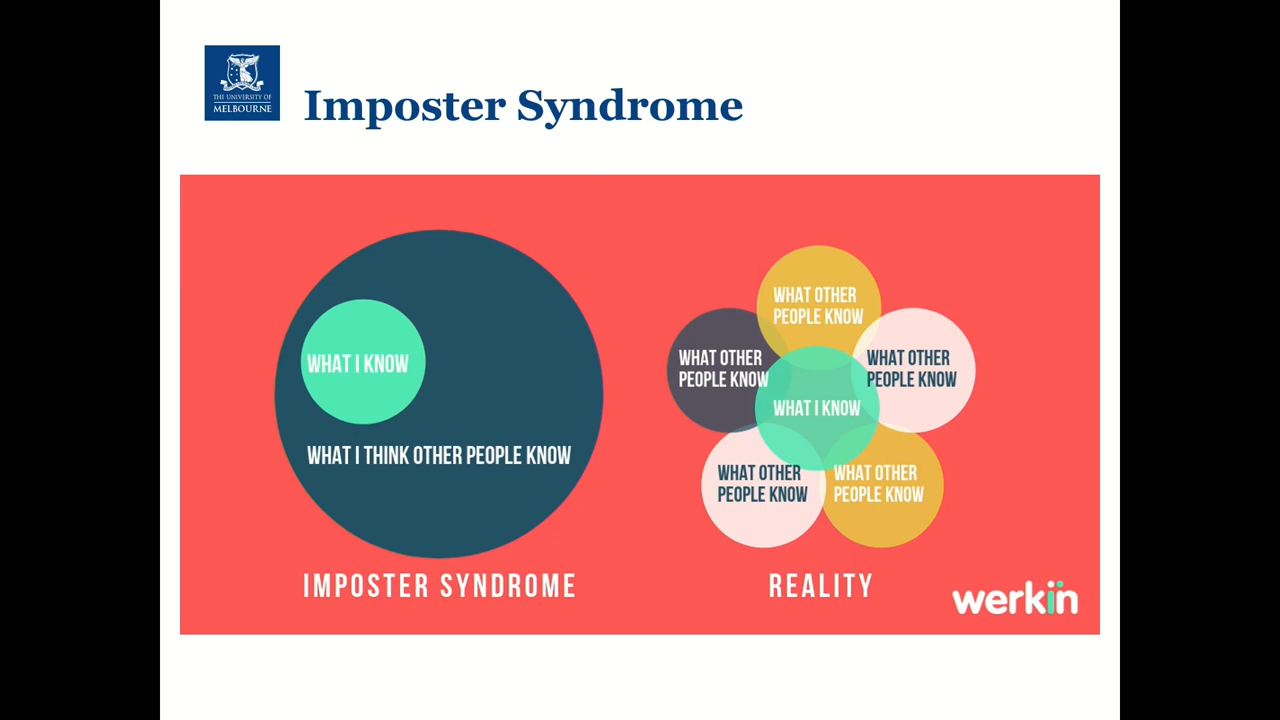 THE UNIVERSITY OF
MELBOURNE
Imposter Syndrome
WHAT I KNOW
WHAT I THINK OTHER PEOPLE KNOW
IMPOSTER SYNDROME
WHAT OTHER
PEOPLE KNOW
WHAT OTHER
PEOPLE KNOW
WHAT OTHER
PEOPLE KNOW
WHAT I KNOW
WHAT OTHER
PEOPLE KNOW
WHAT OTHER
PEOPLE KNOW
REALITY
werkin